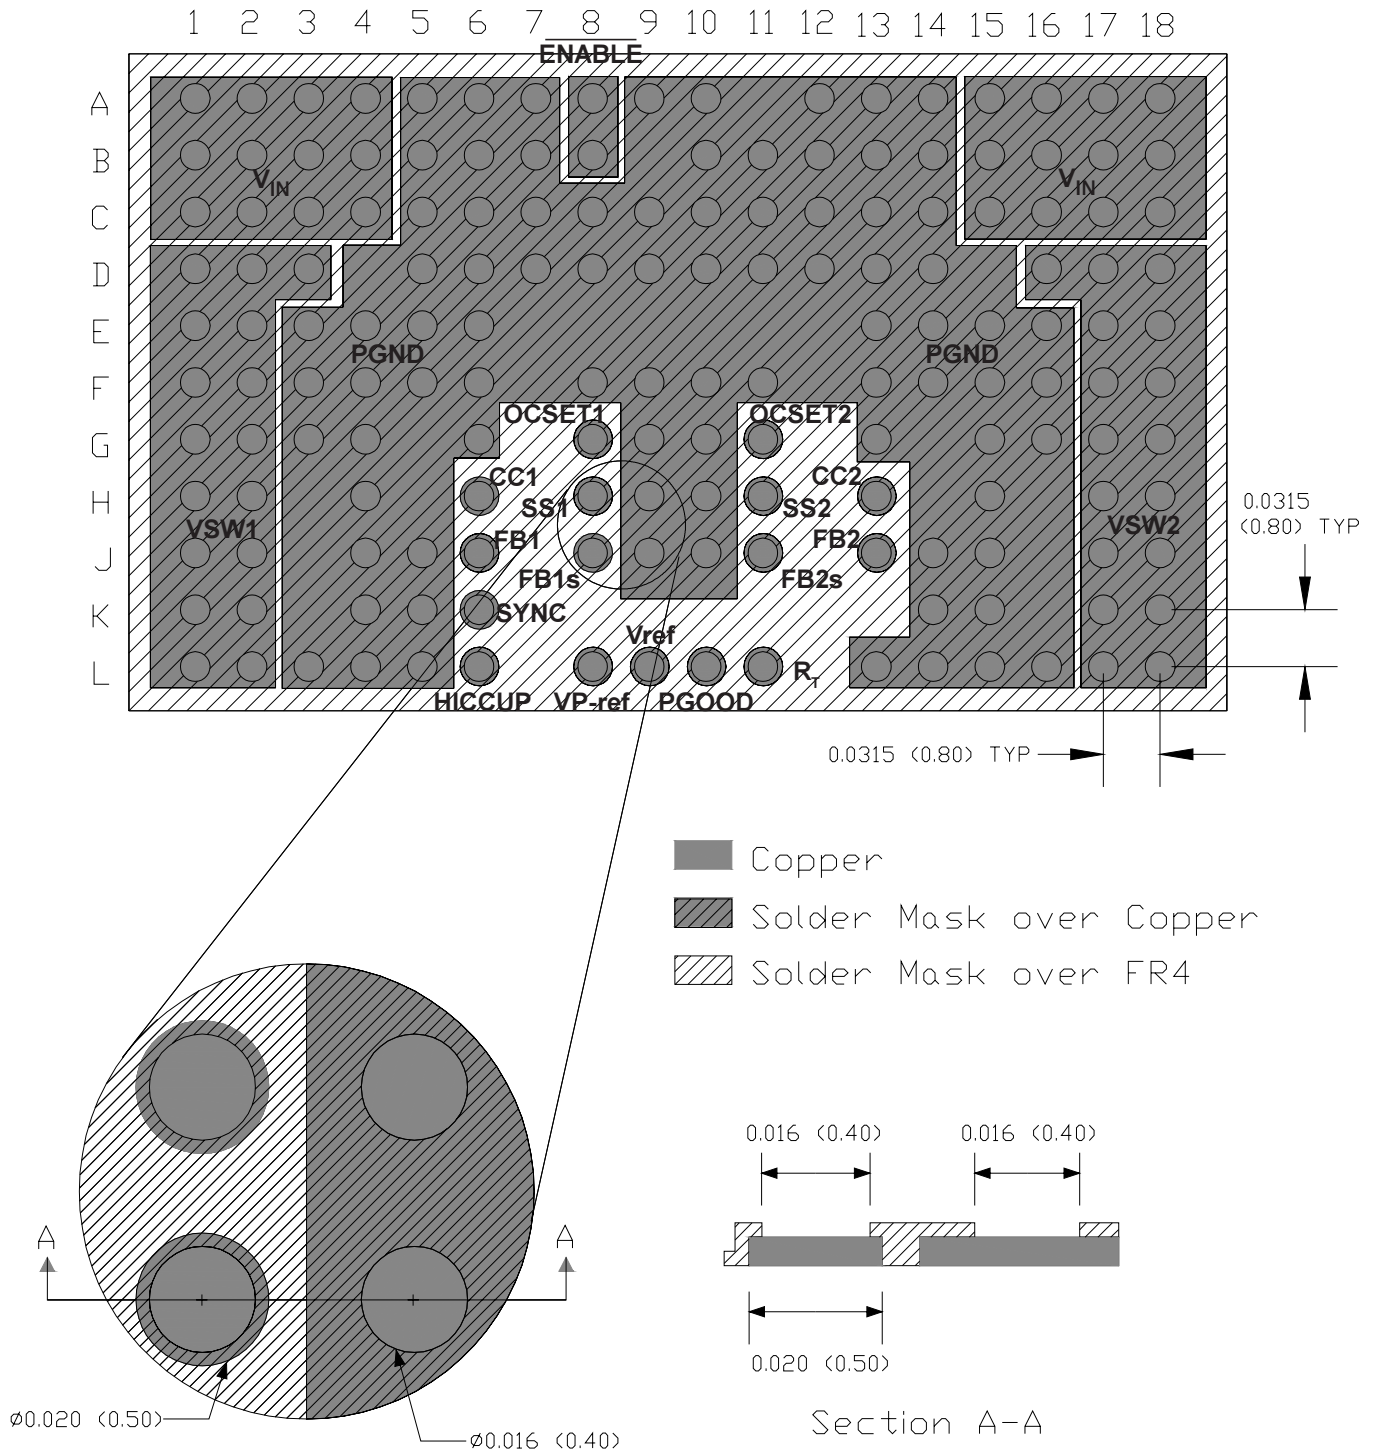 1 2 3 4 5 6 7 8 9 10 11 12 13 14 15 16 17 18
ENABLE
A
B
VIN
VIN
C
D
E
PGND
PGND
F
OCSET1
OCSET2
G
CC1
CC2
H
SS1
SS2
0.0315
(0.80) TYP
VSW1
VSW2
FB1
FB2
J
FB1s
FB2s
K
SYNC
Vref
L
RT
HICCUP
VP-ref
PGOOD
0.0315 (0.80) TYP
Copper
Solder Mask over Copper
Solder Mask over FR4
0.016 (0.40)
0.016 (0.40)
A
A
0.020 (0.50)
Ø0.020 (0.50)
Ø0.016 (0.40)
Section A-A